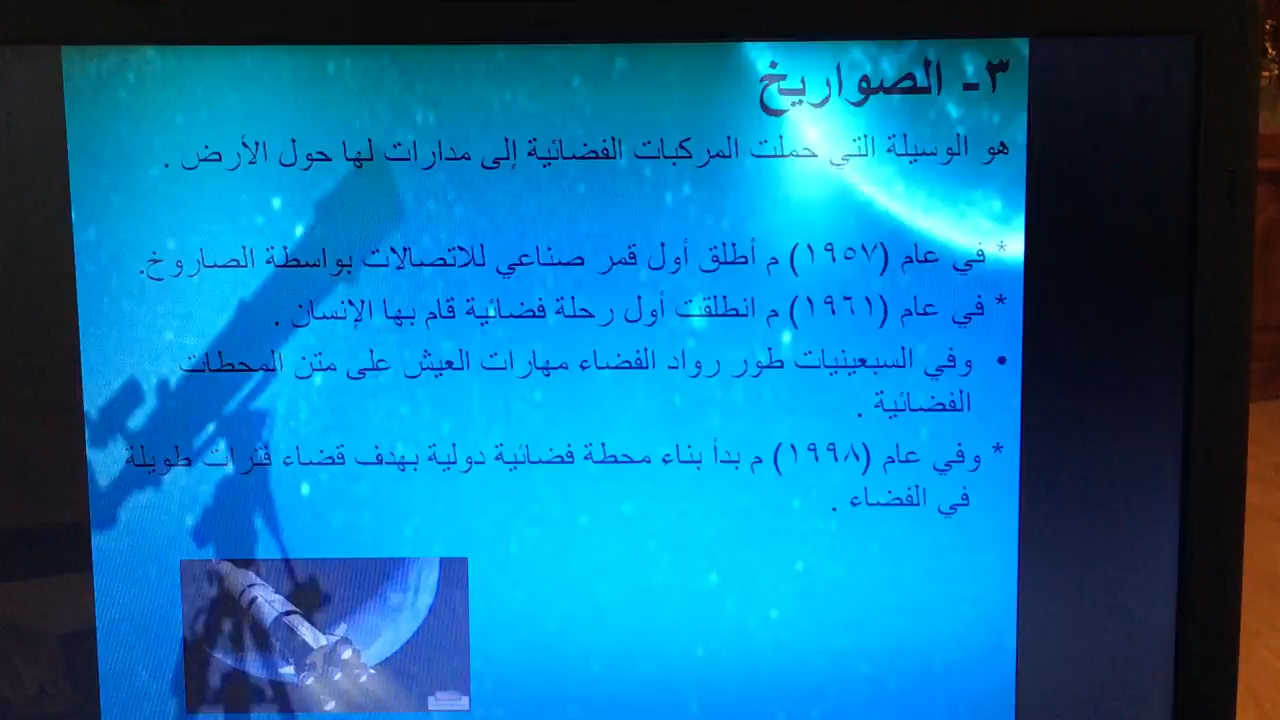 ٣- الصواريخ
هو الوسيلة التي حملت المركبات الفضائية إلى مدارات لها حول الأرض .
* في عام (١٩٥٧) م أطلق أول قمر صناعي للاتصالات بواسطة الصاروخ.
* في عام (١٩٦١) م انطلقت أول رحلة فضائية قام بها الإنسان .
• وفي السبعينيات طور رواد الفضاء مهارات العيش على متن المحطات
الفضائية .
* وفي عام (١٩٩٨) م بدأ بناء محطة فضائية دولية بهدف قضاء فترات طويلة
في الفضاء .